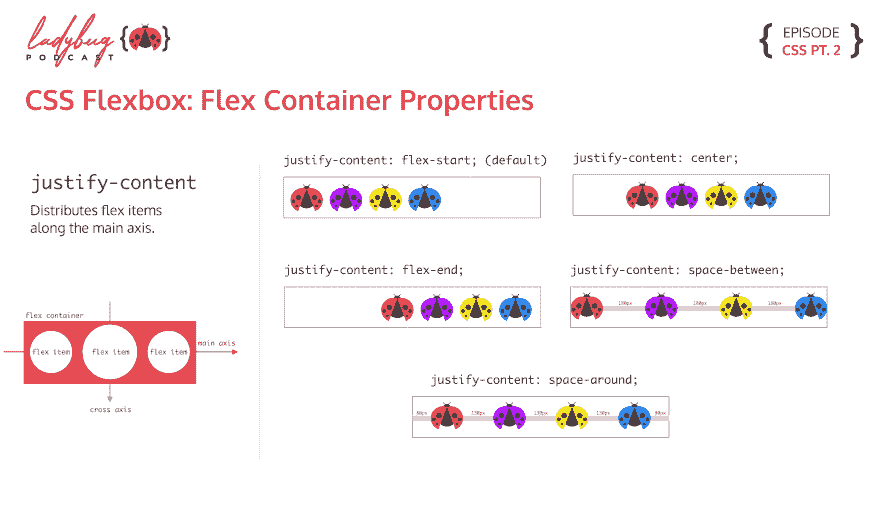 ladybug
PODCAST
{ }
{ EPISODE }
CSS PT. 2
CSS Flexbox: Flex Container Properties
justify-content
Distributes flex items
along the main axis.
flex container
flex item
flex item
flex item
main axis
cross axis
justify-content: flex-start; (default)
justify-content: center;
justify-content: flex-end;
justify-content: space-between;
justify-content: space-around;